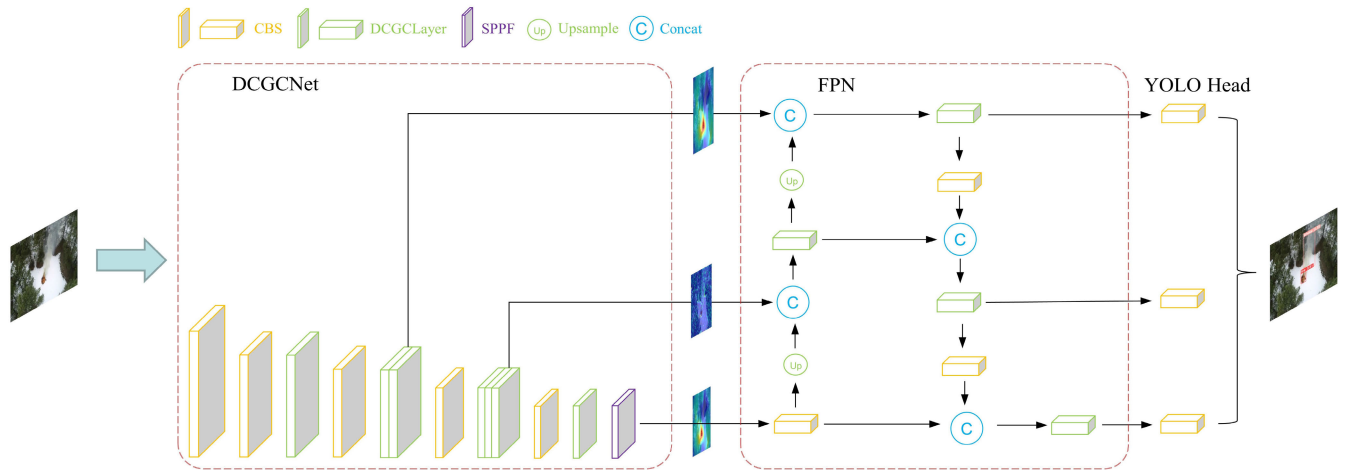 CBS
DCGCLayer
SPPF
Up
Upsample
C
Concat
DCGCNet
FPN
YOLO Head
C
Up
C
C
Up
C